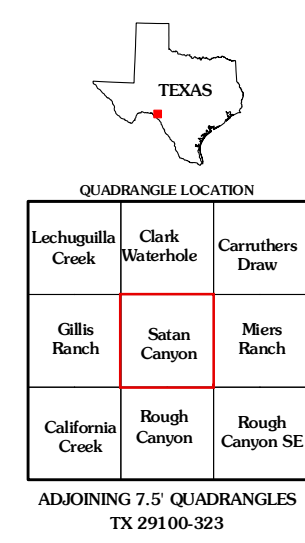 TEXAS
QUADRANGLE LOCATION
Lechuguilla
Creek
Clark
Waterhole
Carruthers
Draw
Gillis
Ranch
Satan
Canyon
Miers
Ranch
California
Creek
Rough
Canyon
Rough
Canyon SE
ADJOINING 7.5' QUADRANGLES
TX 29100-323